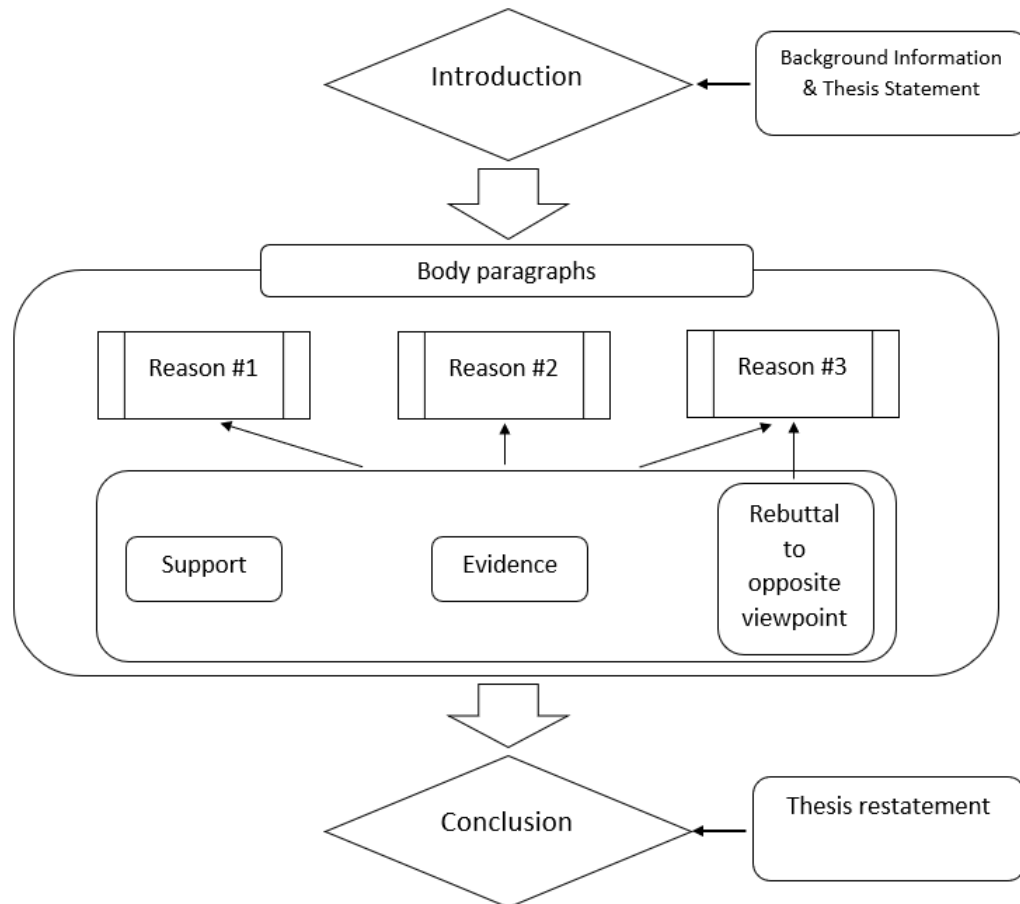 Introduction
Background Information
& Thesis Statement
Body paragraphs
Reason #1
Reason #2
Reason #3
Support
Evidence
Rebuttal
to
opposite
viewpoint
Conclusion
Thesis restatement